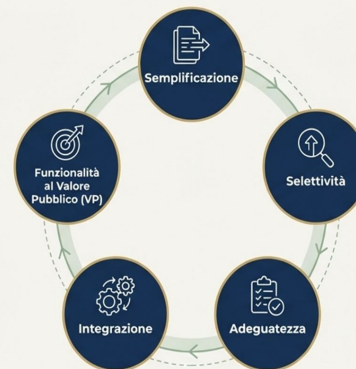 Semplificazione
Selettività
Adeguatezza
Integrazione
Funzionalità
al Valore
Pubblico (VP)